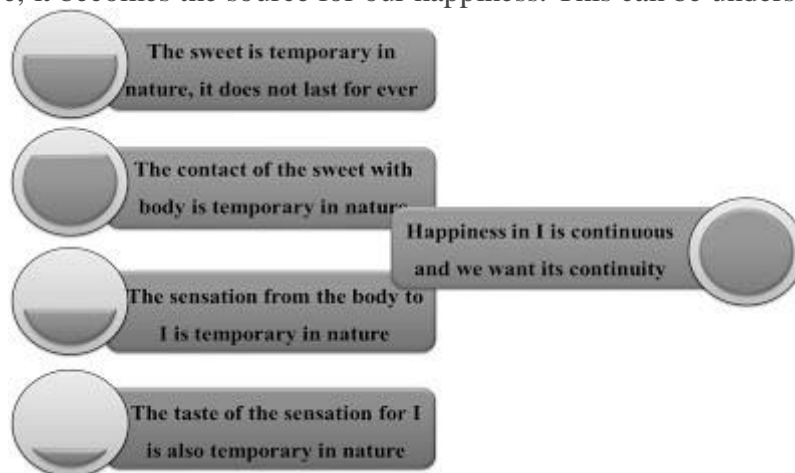 it becomes the source for our happiness. This can be unders
The sweet is temporary in
nature, it does not last for ever
The contact of the sweet with
body is temporary in nature
Happiness in I is continuous
and we want its continuity
The sensation from the body to
I is temporary in nature
The taste of the sensation for I
is also temporary in nature